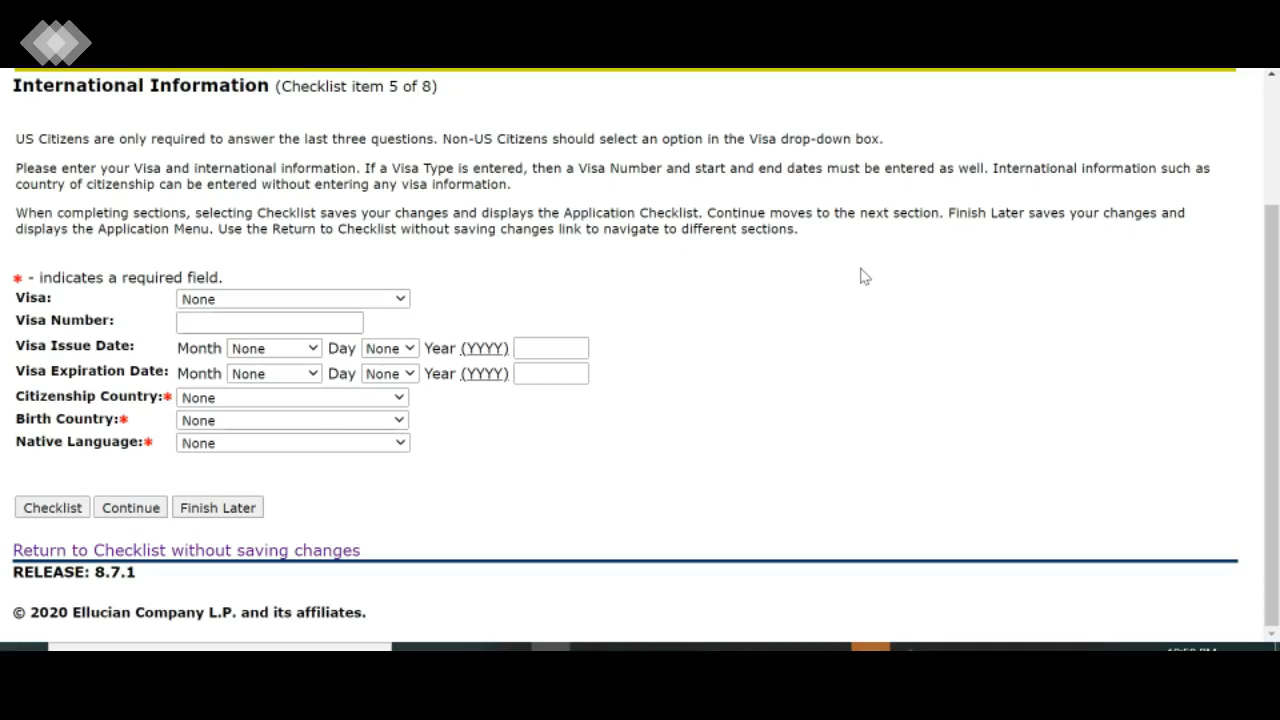 International Information (Checklist item 5 of 8)
US Citizens are only required to answer the last three questions. Non-US Citizens should select an option in the Visa drop-down box.
Please enter your Visa and international information. If a Visa Type is entered, then a Visa Number and start and end dates must be entered as well. International information such as
country of citizenship can be entered without entering any visa information.
When completing sections, selecting Checklist saves your changes and displays the Application Checklist. Continue moves to the next section. Finish Later saves your changes and
displays the Application Menu. Use the Return to Checklist without saving changes link to navigate to different sections.
* - indicates a required field.
Visa: None
Visa Number:
Visa Issue Date: Month None Day None Year (YYYY)
Visa Expiration Date: Month None Day None Year (YYYY)
Citizenship Country:* None
Birth Country:* None
Native Language:* None
Checklist Continue Finish Later
Return to Checklist without saving changes
RELEASE: 8.7.1
© 2020 Ellucian Company L.P. and its affiliates.